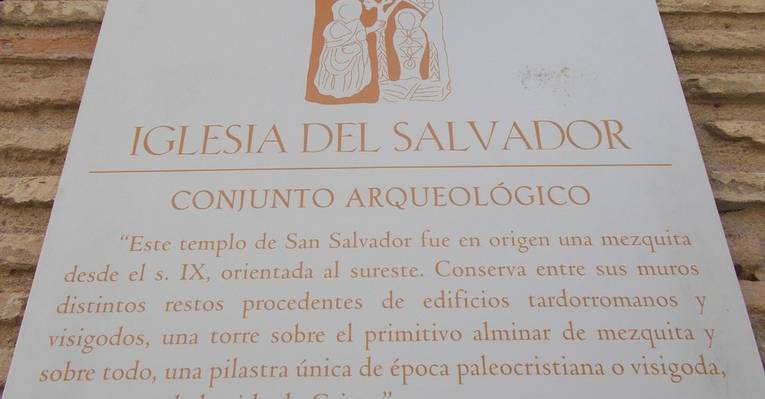 IGLESIA DEL SALVADOR
CONJUNTO ARQUEOLÓGICO
“Este templo de San Salvador fue en origen una mezquita
desde el s. IX, orientada al sureste. Conserva entre sus muros
distintos restos procedentes de edificios tardorromanos y
visigodos, una torre sobre el primitivo alminar de mezquita y
sobre todo, una pilastra única de época paleocristiana o visigoda,